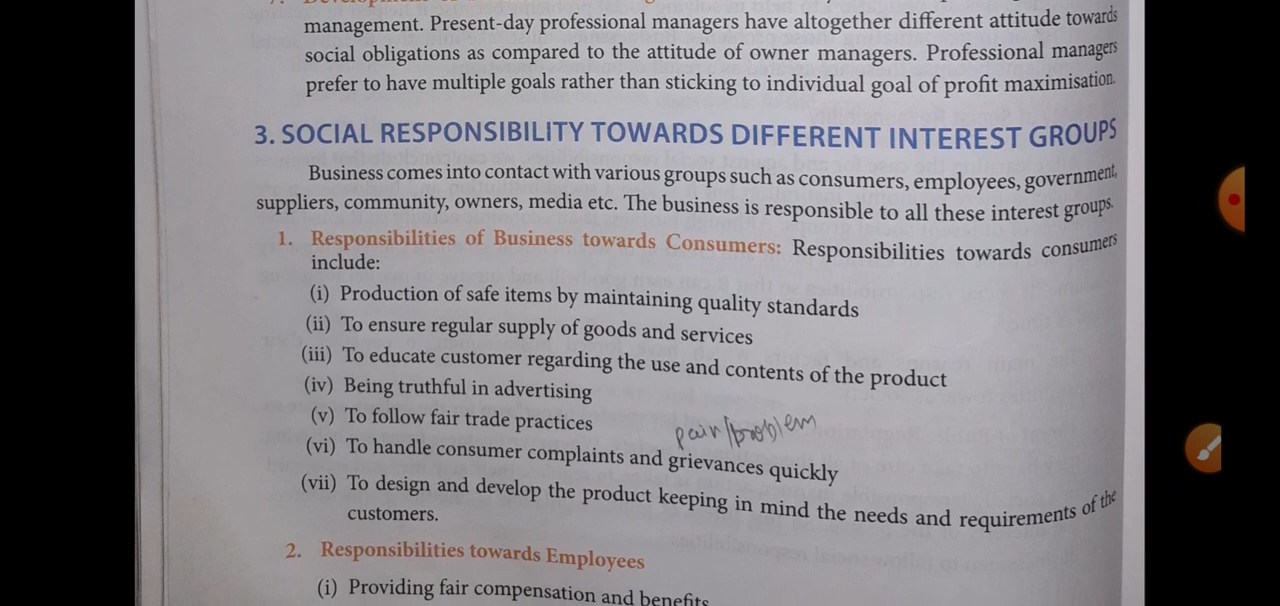 management. Present-day professional managers have altogether different attitude towards
social obligations as compared to the attitude of owner managers. Professional managers
prefer to have multiple goals rather than sticking to individual goal of profit maximisation.
3. SOCIAL RESPONSIBILITY TOWARDS DIFFERENT INTEREST GROUPS
Business comes into contact with various groups such as consumers, employees, government,
suppliers, community, owners, media etc. The business is responsible to all these interest groups.
1. Responsibilities of Business towards Consumers: Responsibilities towards consumers
include:
(i) Production of safe items by maintaining quality standards
(ii) To ensure regular supply of goods and services
(iii) To educate customer regarding the use and contents of the product
(iv) Being truthful in advertising
(v) To follow fair trade practices
pain/problem
(vi) To handle consumer complaints and grievances quickly
(vii) To design and develop the product keeping in mind the needs and requirements of the
customers.
2. Responsibilities towards Employees
(i) Providing fair compensation and benefits